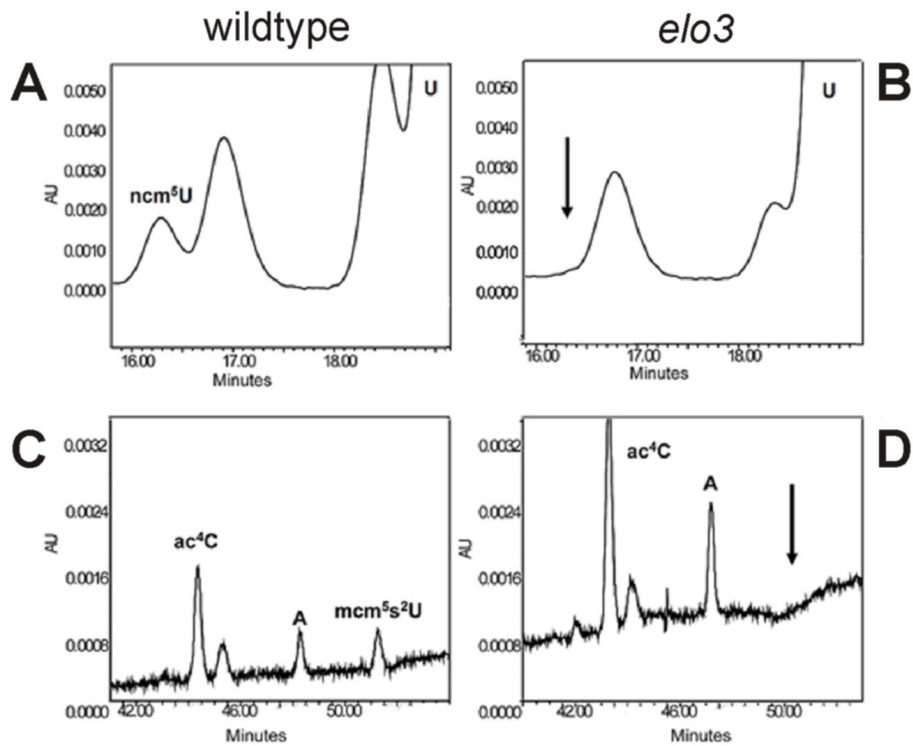 wildtype
elo3
A
0.0050
0.0040
0.0030
0.0020
0.0010
0.0000
AU
ncm⁵U
U
16.00 17.00 18.00
Minutes
B
0.0050
0.0040
0.0030
0.0020
0.0010
0.0000
AU
U
16.00 17.00 18.00
Minutes
C
0.0032
0.0024
0.0016
0.0008
0.0000
AU
ac⁴C
A
mcm⁵s²U
42.00 46.00 50.00
Minutes
D
0.0032
0.0024
0.0016
0.0008
0.0000
AU
ac⁴C
A
42.00 46.00 50.00
Minutes